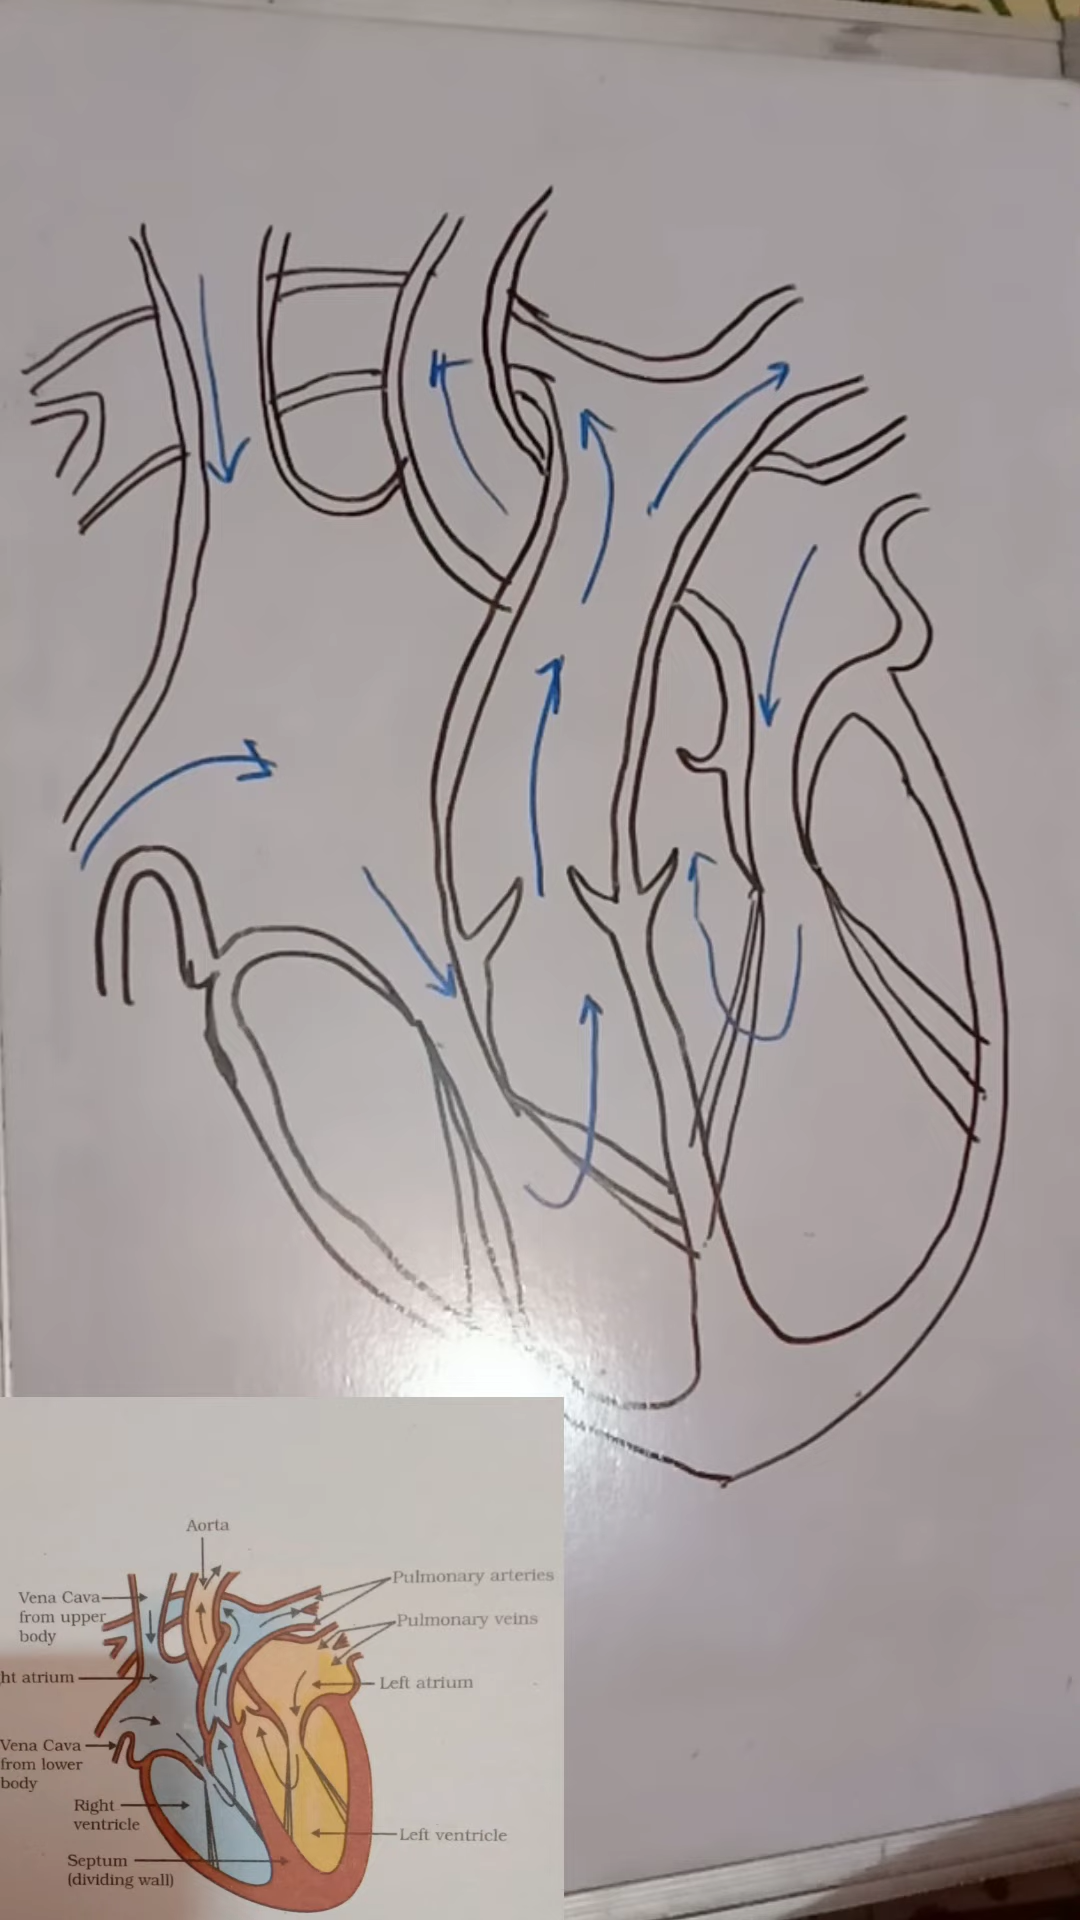 Aorta
Pulmonary arteries
Vena Cava
from upper
body
Pulmonary veins
ht atrium
Left atrium
Vena Cava
from lower
body
Right
ventricle
Left ventricle
Septum
(dividing wall)